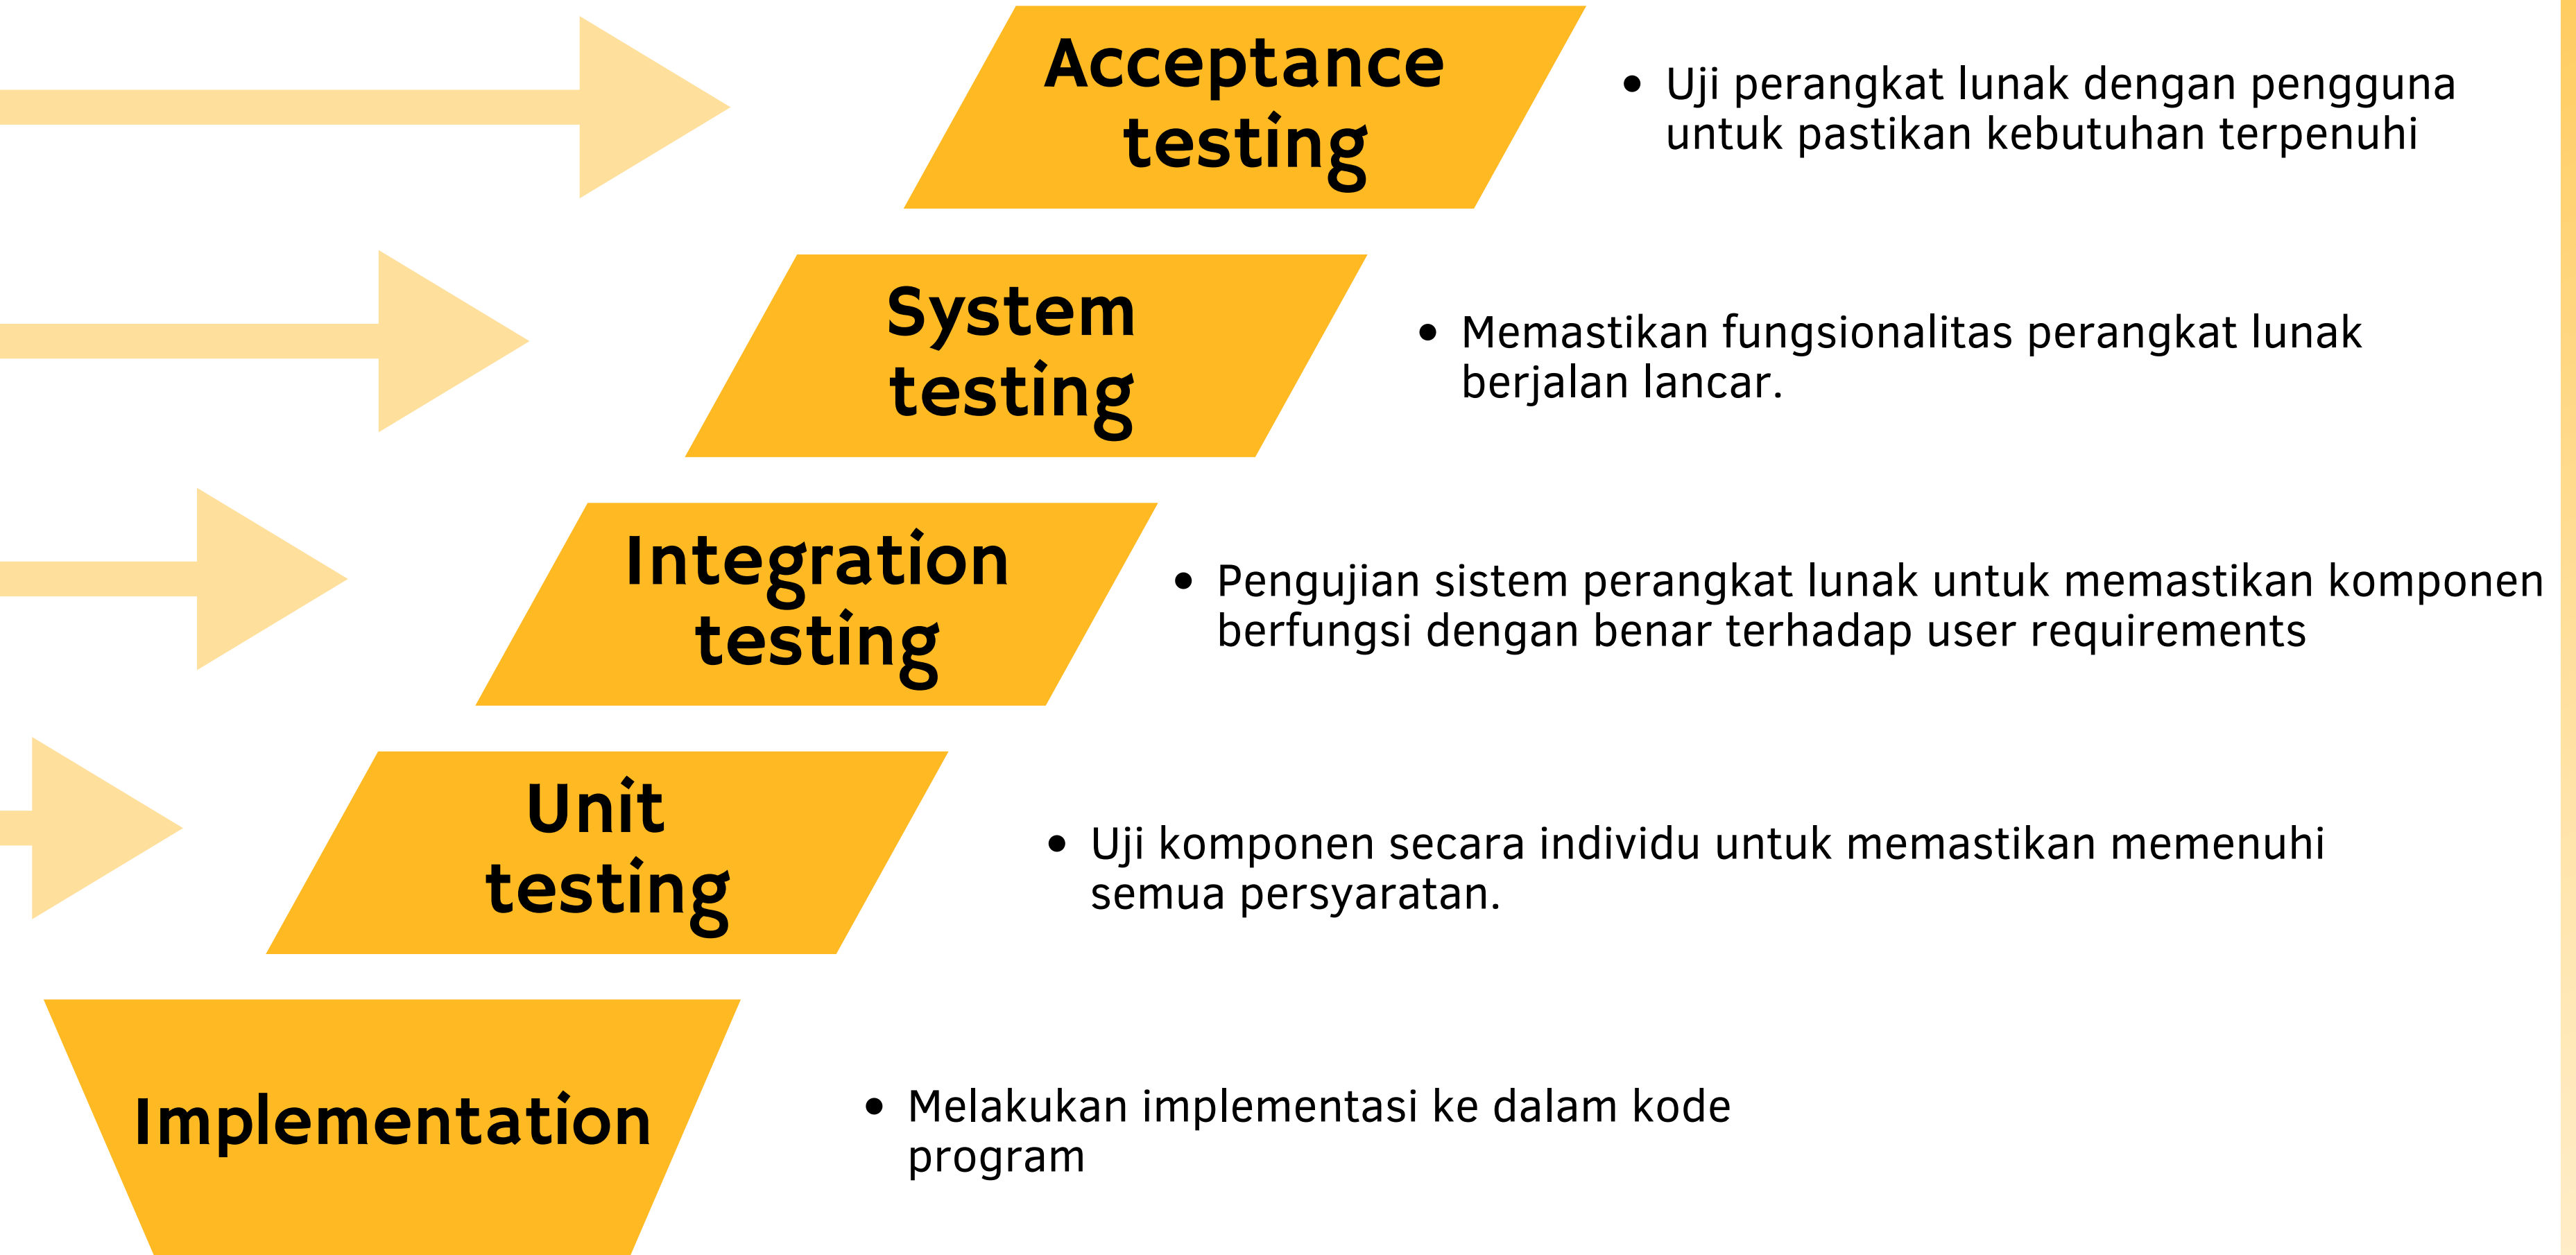 Acceptance
testing
• Uji perangkat lunak dengan pengguna
untuk pastikan kebutuhan terpenuhi
System
testing
• Memastikan fungsionalitas perangkat lunak
berjalan lancar.
Integration
testing
• Pengujian sistem perangkat lunak untuk memastikan komponen
berfungsi dengan benar terhadap user requirements
Unit
testing
• Uji komponen secara individu untuk memastikan memenuhi
semua persyaratan.
Implementation
• Melakukan implementasi ke dalam kode
program